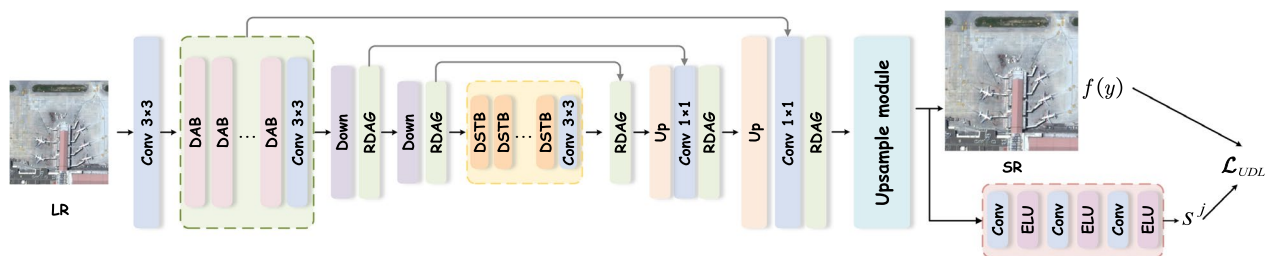 LR
Conv 3×3
DAB
DAB
...
DAB
Conv 3×3
Down
RDAG
Down
RDAG
DSTB
DSTB
...
DSTB
Conv 3×3
RDAG
Up
Conv 1×1
RDAG
Up
Conv 1×1
RDAG
Upsample module
SR
f(y)
Conv
ELU
Conv
ELU
Conv
ELU
s^j
𝓛_UDL